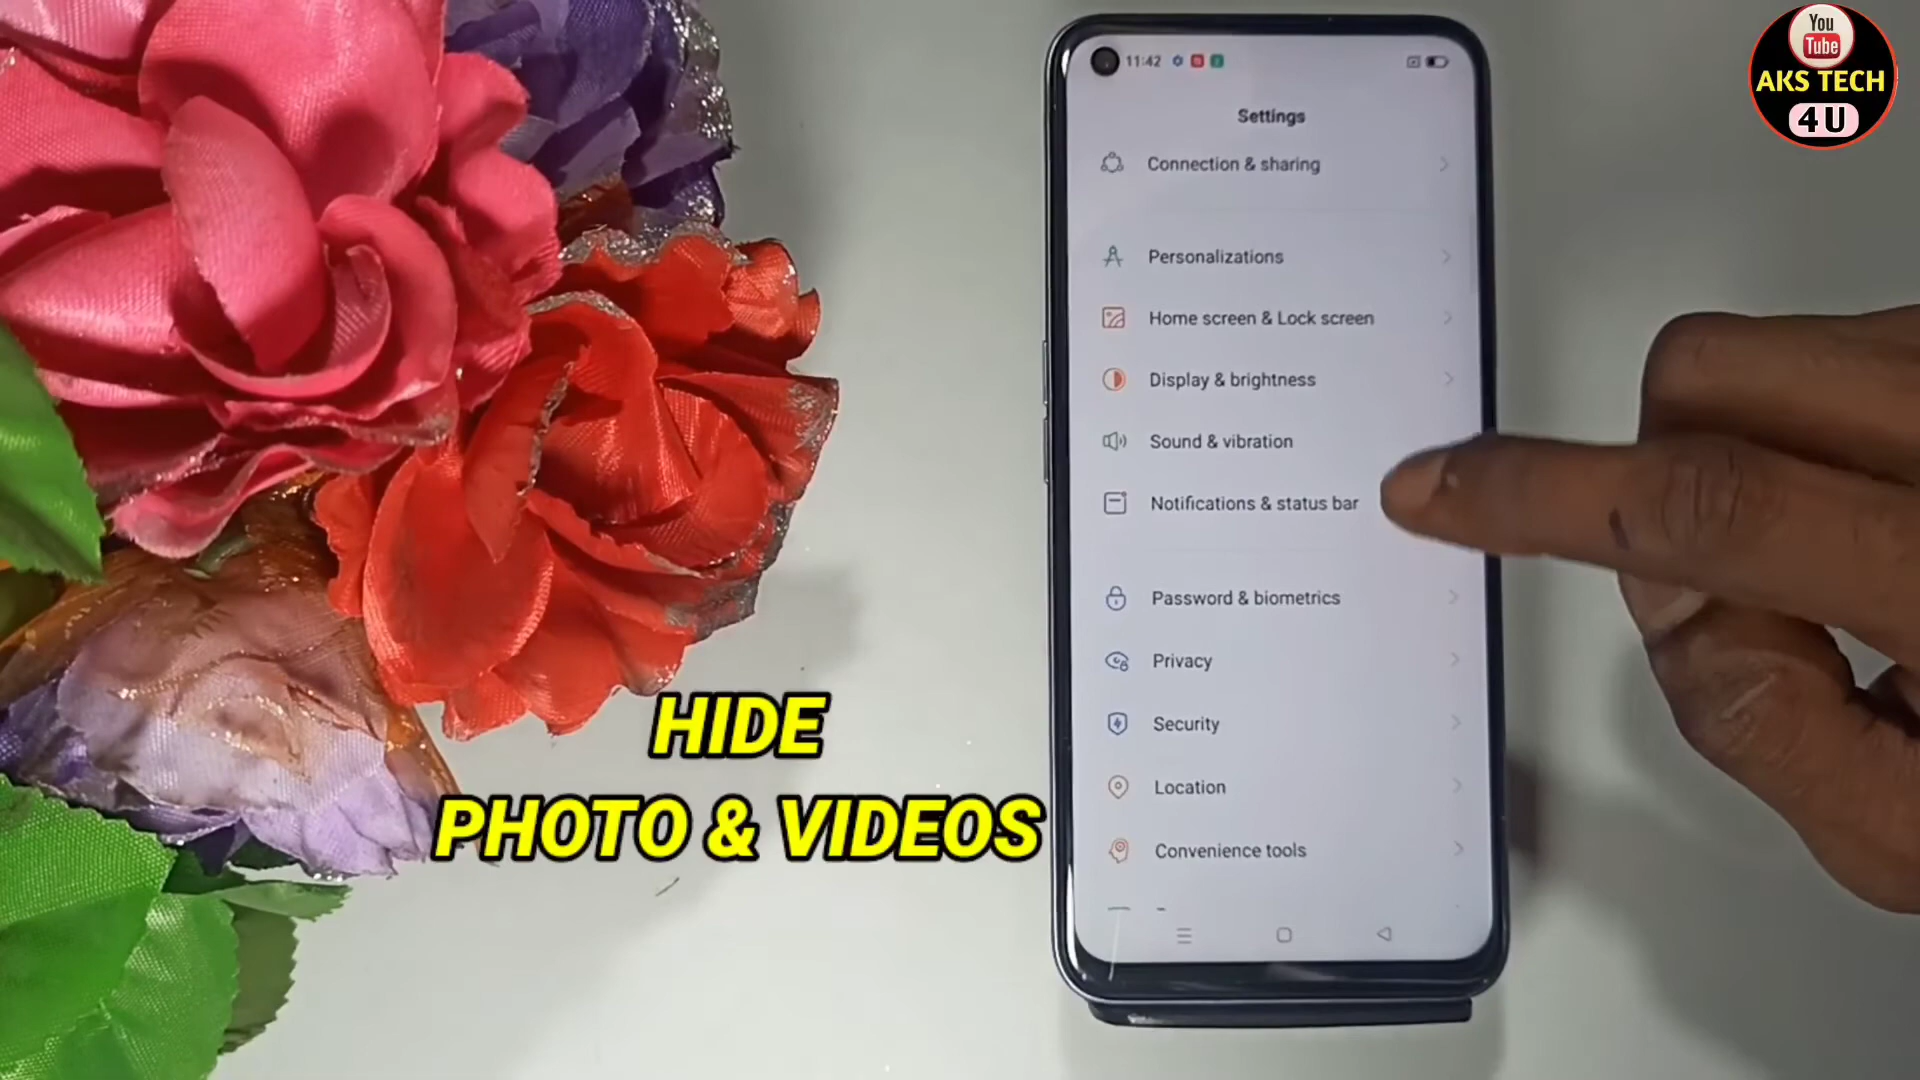 You
Tube
AKS TECH
4 U
11:42
Settings
Connection & sharing
Personalizations
Home screen & Lock screen
Display & brightness
Sound & vibration
Notifications & status bar
Password & biometrics
Privacy
Security
Location
Convenience tools
HIDE
PHOTO & VIDEOS